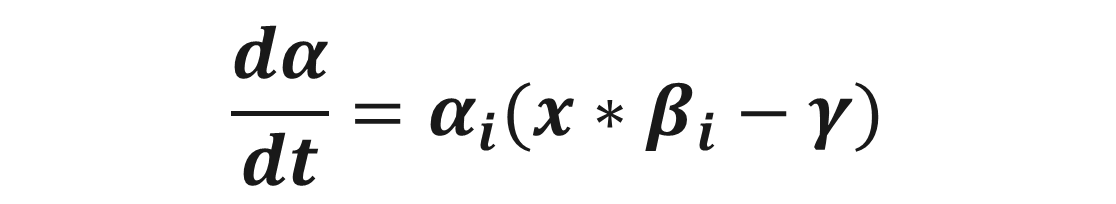 dα/dt = αᵢ(x * βᵢ − γ)